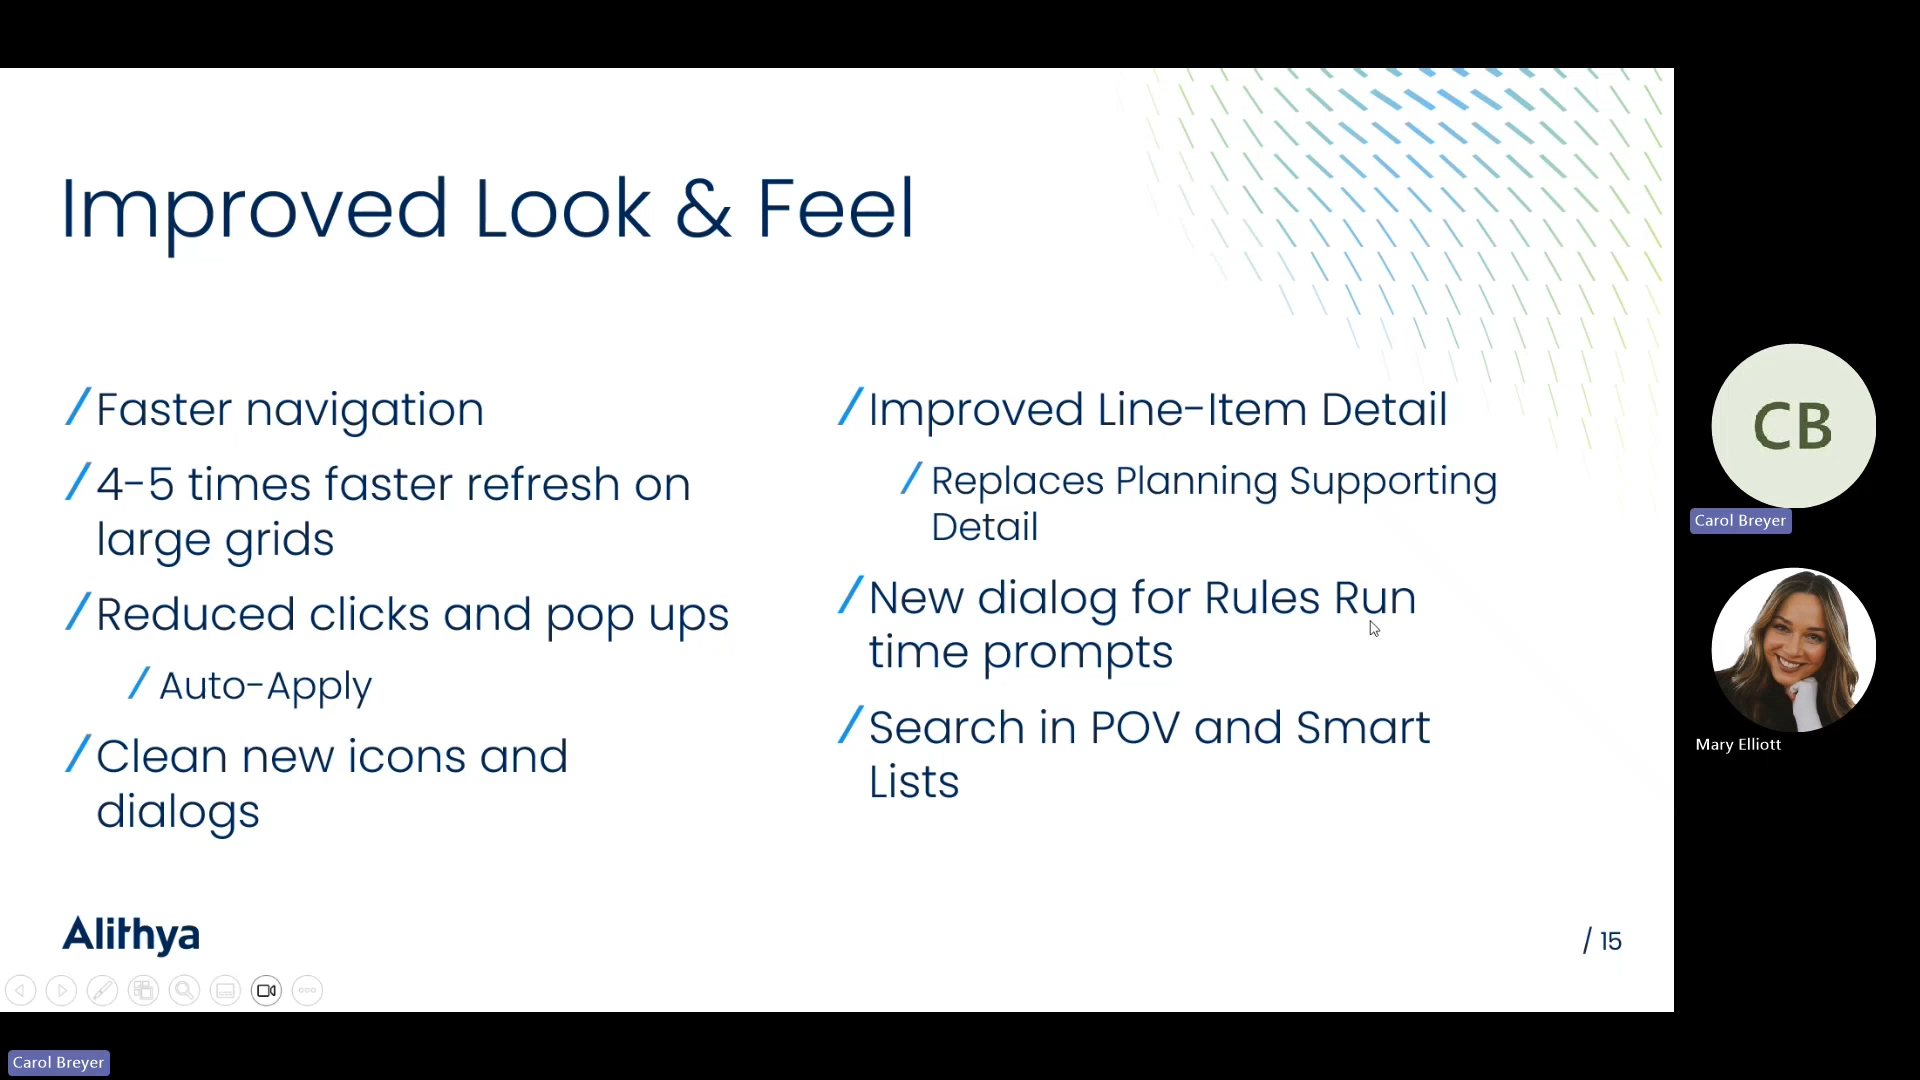 Improved Look & Feel
Faster navigation
4-5 times faster refresh on
large grids
Reduced clicks and pop ups
Auto-Apply
Clean new icons and
dialogs
Improved Line-Item Detail
Replaces Planning Supporting
Detail
New dialog for Rules Run
time prompts
Search in POV and Smart
Lists
Alithya
/ 15
CB
Carol Breyer
Mary Elliott
Carol Breyer